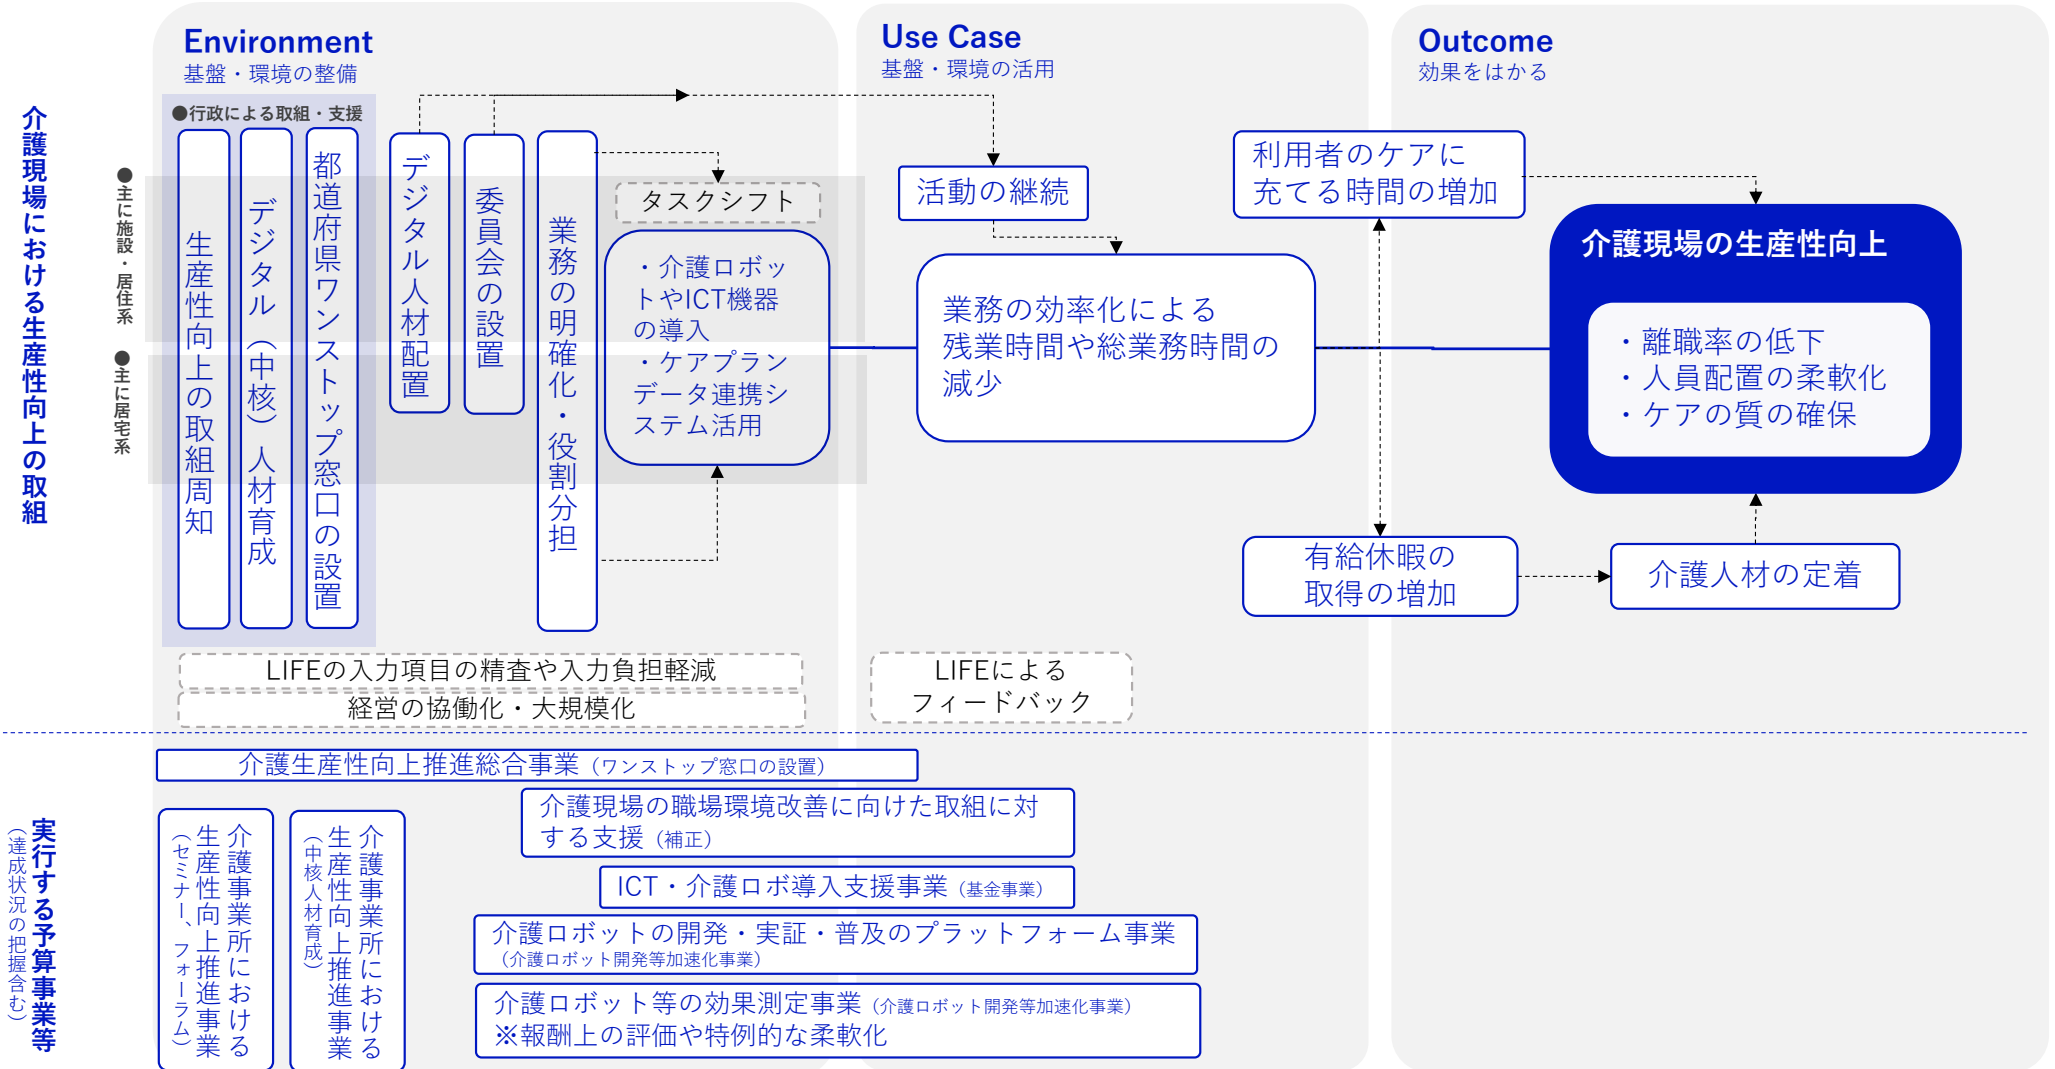 Environment
基盤・環境の整備
Use Case
基盤・環境の活用
Outcome
効果をはかる
介護現場における生産性向上の取組
●主に施設・居住系
●主に居宅系
●行政による取組・支援
生産性向上の取組周知
デジタル（中核）人材育成
都道府県ワンストップ窓口の設置
デジタル人材配置
委員会の設置
業務の明確化・役割分担
タスクシフト
・介護ロボッ
トやICT機器
の導入
・ケアプラン
データ連携シ
ステム活用
活動の継続
業務の効率化による
残業時間や総業務時間の
減少
利用者のケアに
充てる時間の増加
有給休暇の
取得の増加
介護現場の生産性向上
・離職率の低下
・人員配置の柔軟化
・ケアの質の確保
介護人材の定着
LIFEの入力項目の精査や入力負担軽減
経営の協働化・大規模化
LIFEによる
フィードバック
実行する予算事業等
（達成状況の把握含む）
介護生産性向上推進総合事業（ワンストップ窓口の設置）
介護事業所における
生産性向上推進事業
（セミナー、フォーラム）
介護事業所における
生産性向上推進事業
（中核人材育成）
介護現場の職場環境改善に向けた取組に対
する支援（補正）
ICT・介護ロボ導入支援事業（基金事業）
介護ロボットの開発・実証・普及のプラットフォーム事業
（介護ロボット開発等加速化事業）
介護ロボット等の効果測定事業（介護ロボット開発等加速化事業）
※報酬上の評価や特例的な柔軟化